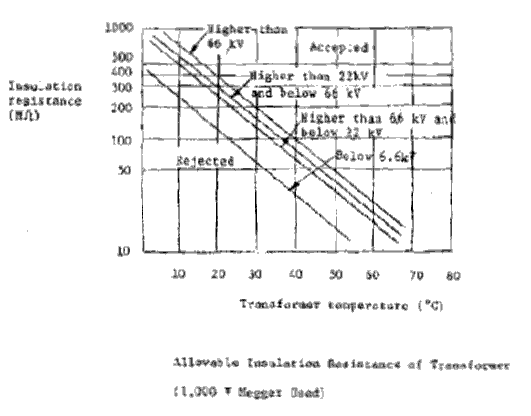 1000
500
400
300
200
100
50
10
Insulation
resistance
(MΩ)
Higher than
66 kV
Accepted
Higher than 22kV
and below 66 kV
Higher than 6.6 kV and
below 22 kV
Below 6.6k
Rejected
10 20 30 40 50 60 70 80
Transformer temperature (°C)
Allowable Insulation Resistance of Transformer
(1,000 V Megger Used)